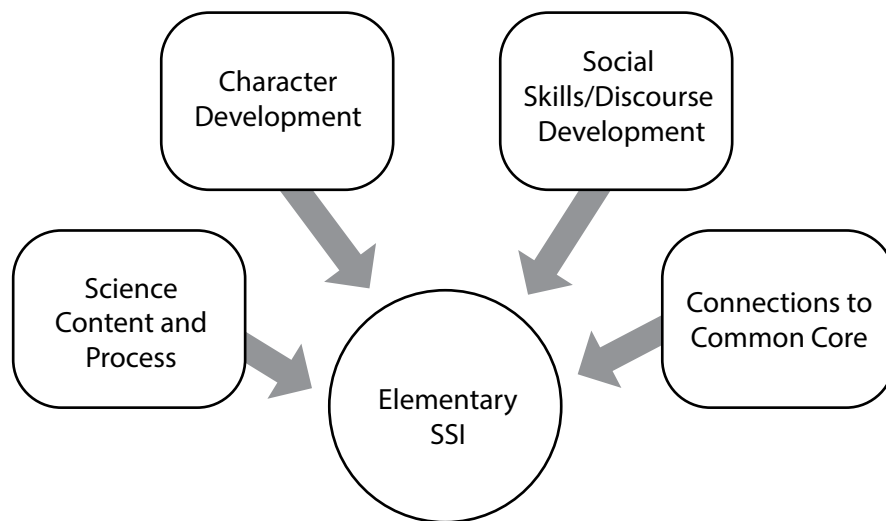 Character
Development
Social
Skills/Discourse
Development
Science
Content and
Process
Connections to
Common Core
Elementary
SSI